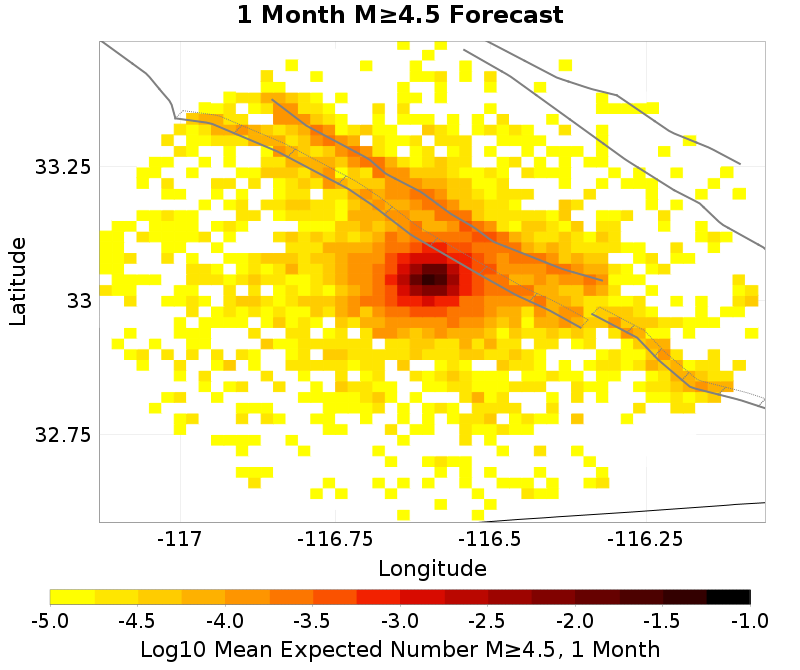 1 Month M≥4.5 Forecast
33.25
33
32.75
Latitude
-117 -116.75 -116.5 -116.25
Longitude
-5.0 -4.5 -4.0 -3.5 -3.0 -2.5 -2.0 -1.5 -1.0
Log10 Mean Expected Number M≥4.5, 1 Month